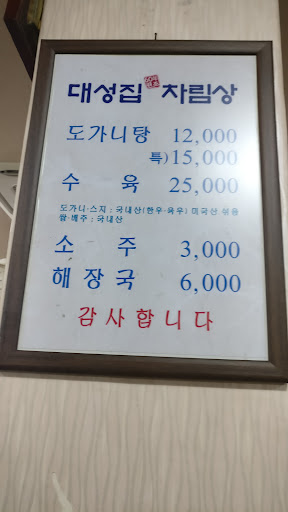 대성집 차림상
도가니탕 12,000
특)15,000
수 육 25,000
도가니·스지 : 국내산(한우·육우) 미국산 섞음
쌀·배추 : 국내산
소 주 3,000
해 장 국 6,000
감 사 합 니 다